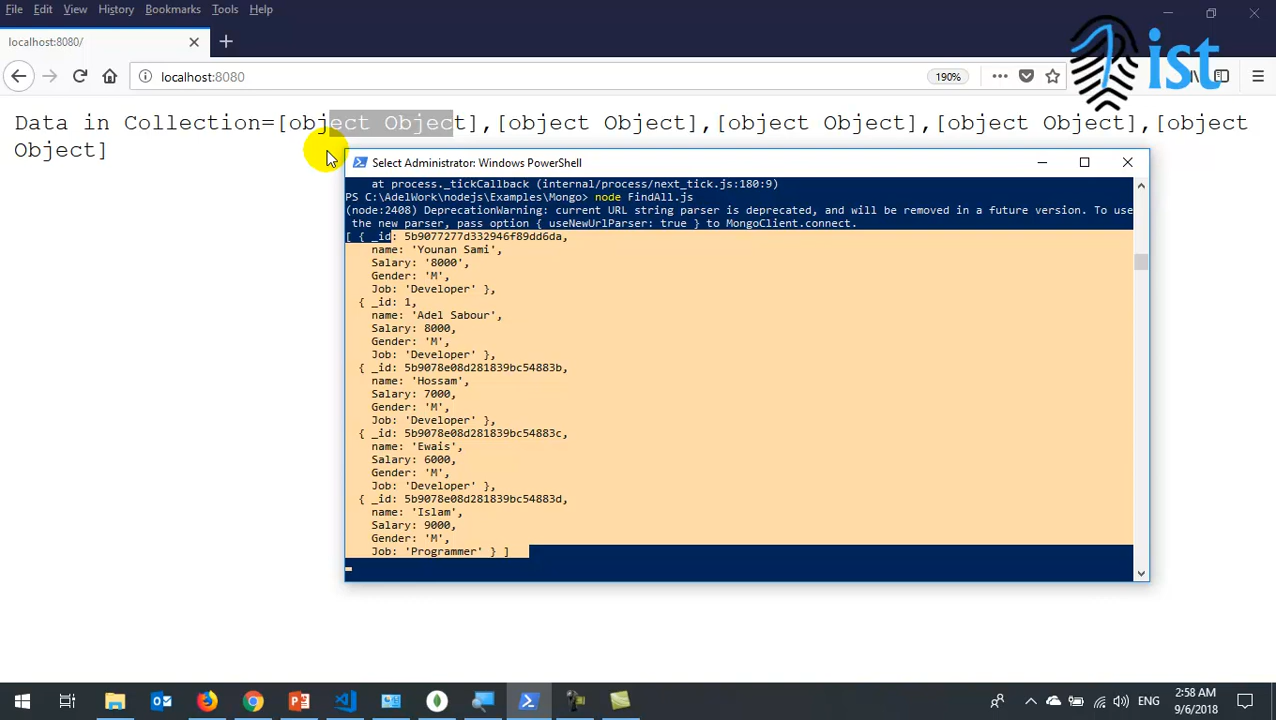 File Edit View History Bookmarks Tools Help
ist
localhost:8080/
localhost:8080
190%
Data in Collection=[object Object],[object Object],[object Object],[object Object],[object
Object]
Select Administrator: Windows PowerShell
at process._tickCallback (internal/process/next_tick.js:180:9)
PS C:\AdelWork\nodejs\Examples\Mongo> node FindAll.js
(node:2408) DeprecationWarning: current URL string parser is deprecated, and will be removed in a future version. To use
the new parser, pass option { useNewUrlParser: true } to MongoClient.connect.
[ { _id: 5b9077277d332946f89dd6da,
name: 'Younan Sami',
Salary: '8000',
Gender: 'M',
Job: 'Developer' },
{ _id: 1,
name: 'Adel Sabour',
Salary: 8000,
Gender: 'M',
Job: 'Developer' },
{ _id: 5b9078e08d281839bc54883b,
name: 'Hossam',
Salary: 7000,
Gender: 'M',
Job: 'Developer' },
{ _id: 5b9078e08d281839bc54883c,
name: 'Ewais',
Salary: 6000,
Gender: 'M',
Job: 'Developer' },
{ _id: 5b9078e08d281839bc54883d,
name: 'Islam',
Salary: 9000,
Gender: 'M',
Job: 'Programmer' } ]
ENG
2:58 AM
9/6/2018